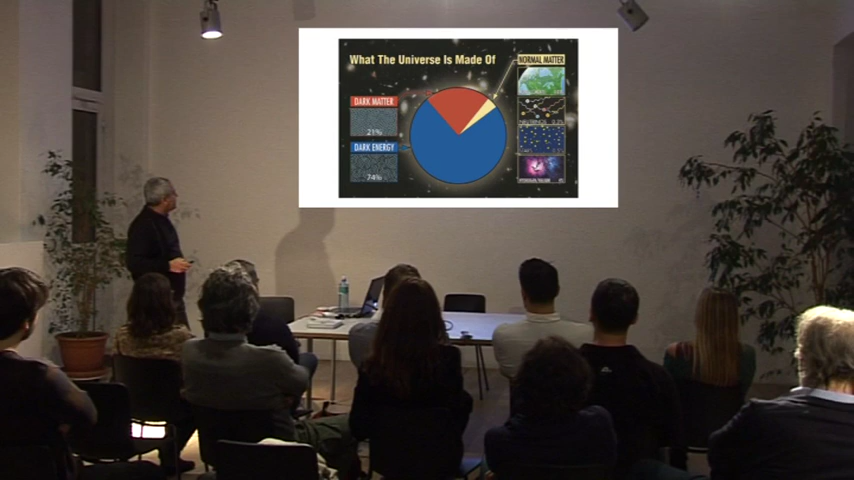 What The Universe Is Made Of
NORMAL MATTER
DARK MATTER
21%
DARK ENERGY
74%